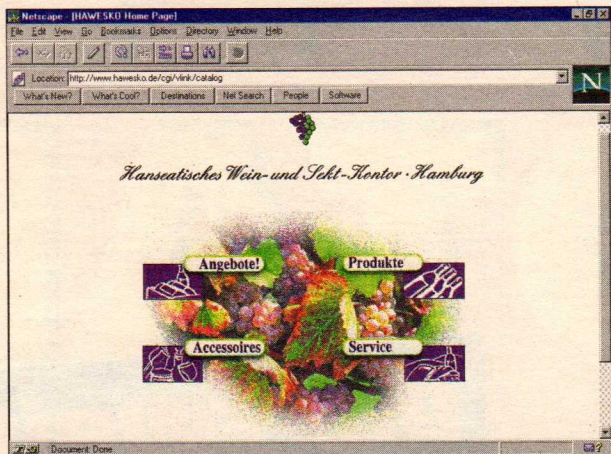 Netscape - [HAWESKO Home Page]
File Edit View Go Bookmarks Options Directory Window Help
Location: http://www.hawesko.de/cgi/vlink/catalog
N
What's New? What's Cool? Destinations Net Search People Software
Hanseatisches Wein- und Sekt-Kontor · Hamburg
Angebote! Produkte
Accessoires Service
Document: Done